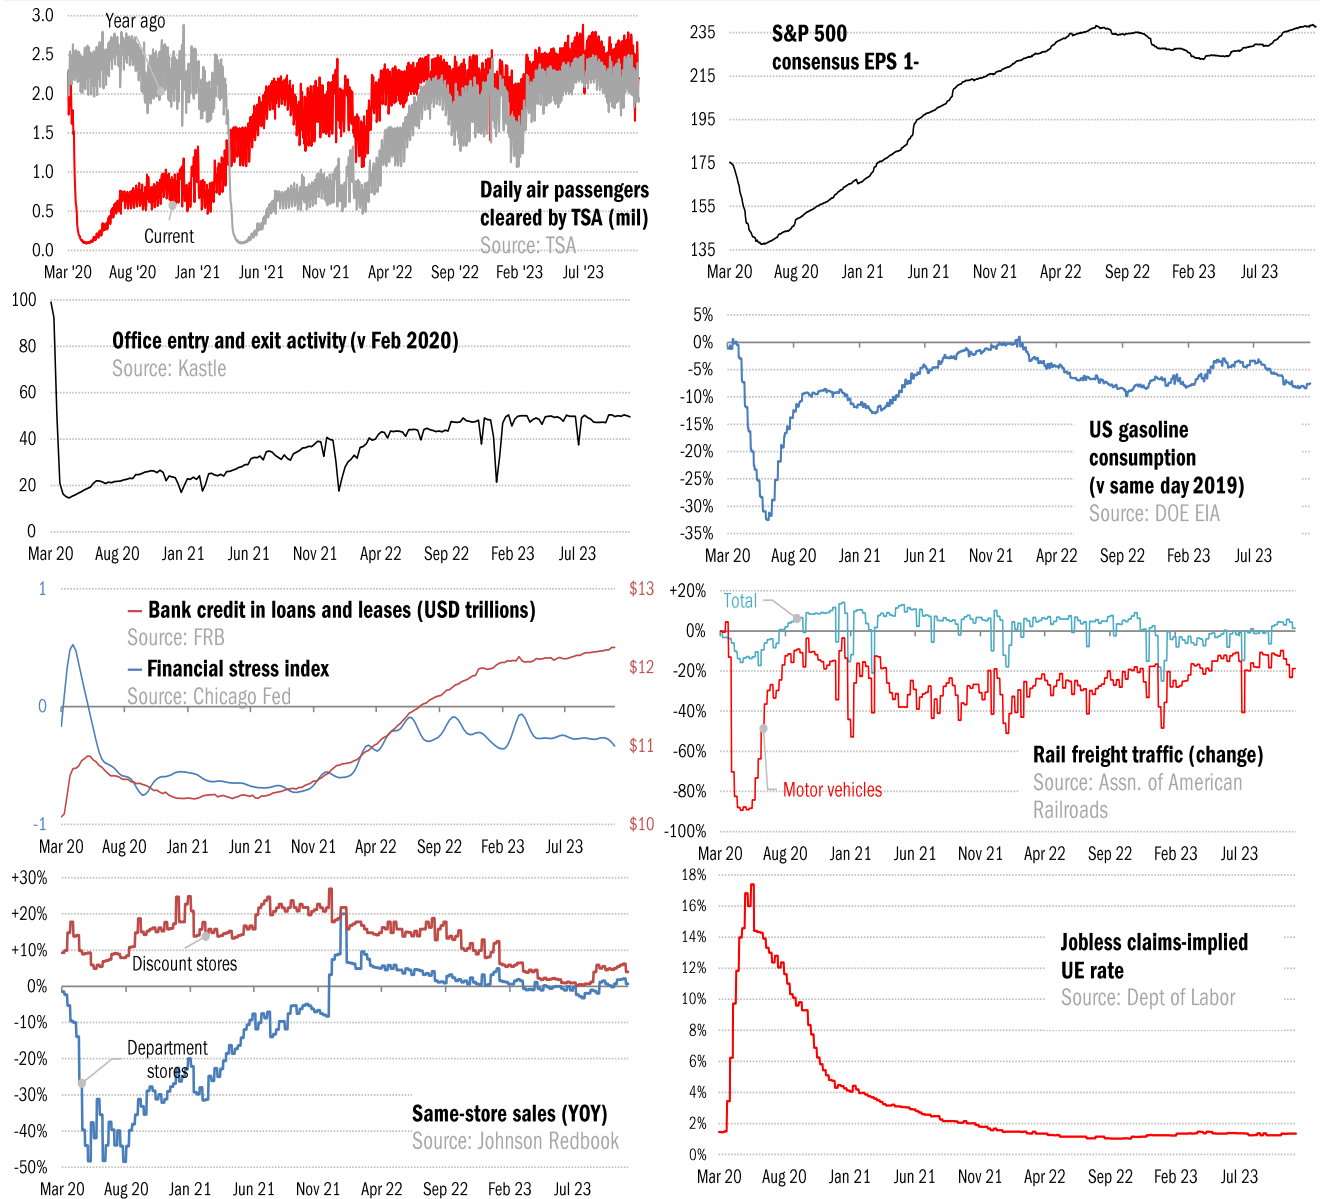 3.0
2.5
2.0
1.5
1.0
0.5
0.0
Year ago
Current
Daily air passengers
cleared by TSA (mil)
Source: TSA
Mar '20 Aug '20 Jan '21 Jun '21 Nov '21 Apr '22 Sep '22 Feb '23 Jul '23
235
215
195
175
155
135
S&P 500
consensus EPS 1-
Mar 20 Aug 20 Jan 21 Jun 21 Nov 21 Apr 22 Sep 22 Feb 23 Jul 23
100
80
60
40
20
0
Office entry and exit activity (v Feb 2020)
Source: Kastle
Mar 20 Aug 20 Jan 21 Jun 21 Nov 21 Apr 22 Sep 22 Feb 23 Jul 23
5%
0%
-5%
-10%
-15%
-20%
-25%
-30%
-35%
US gasoline
consumption
(v same day 2019)
Source: DOE EIA
Mar 20 Aug 20 Jan 21 Jun 21 Nov 21 Apr 22 Sep 22 Feb 23 Jul 23
1
0
-1
Bank credit in loans and leases (USD trillions)
Source: FRB
Financial stress index
Source: Chicago Fed
$13
$12
$11
$10
Mar 20 Aug 20 Jan 21 Jun 21 Nov 21 Apr 22 Sep 22 Feb 23 Jul 23
+20%
0%
-20%
-40%
-60%
-80%
-100%
Total
Motor vehicles
Rail freight traffic (change)
Source: Assn. of American
Railroads
Mar 20 Aug 20 Jan 21 Jun 21 Nov 21 Apr 22 Sep 22 Feb 23 Jul 23
+30%
+20%
+10%
+0%
-10%
-20%
-30%
-40%
-50%
Discount stores
Department
stores
Same-store sales (YOY)
Source: Johnson Redbook
Mar 20 Aug 20 Jan 21 Jun 21 Nov 21 Apr 22 Sep 22 Feb 23 Jul 23
18%
16%
14%
12%
10%
8%
6%
4%
2%
0%
Jobless claims-implied
UE rate
Source: Dept of Labor
Mar 20 Aug 20 Jan 21 Jun 21 Nov 21 Apr 22 Sep 22 Feb 23 Jul 23